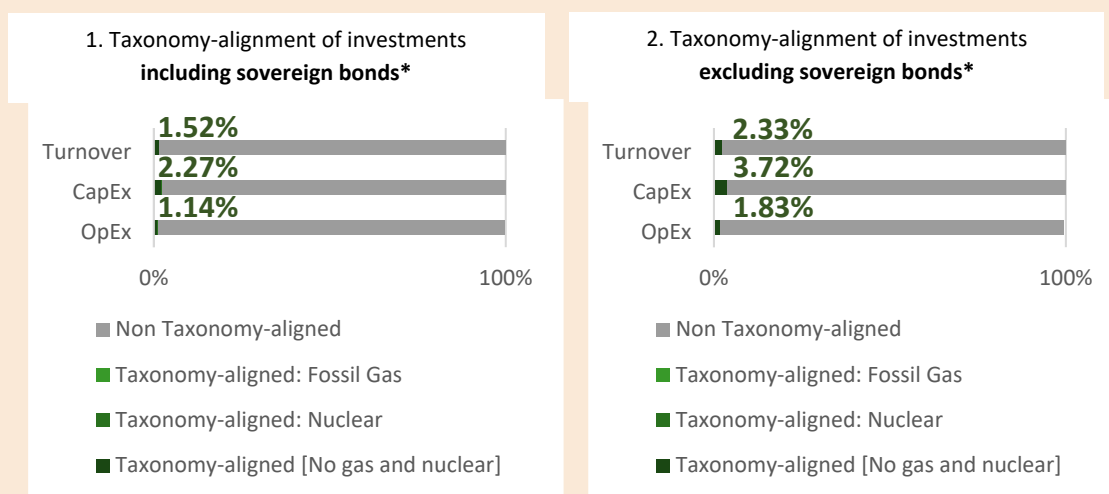 1. Taxonomy-alignment of investments
including sovereign bonds*
1.52%
Turnover
2.27%
CapEx
1.14%
OpEx
0%
100%
Non Taxonomy-aligned
Taxonomy-aligned: Fossil Gas
Taxonomy-aligned: Nuclear
Taxonomy-aligned [No gas and nuclear]
2. Taxonomy-alignment of investments
excluding sovereign bonds*
2.33%
Turnover
3.72%
CapEx
1.83%
OpEx
0%
100%
Non Taxonomy-aligned
Taxonomy-aligned: Fossil Gas
Taxonomy-aligned: Nuclear
Taxonomy-aligned [No gas and nuclear]